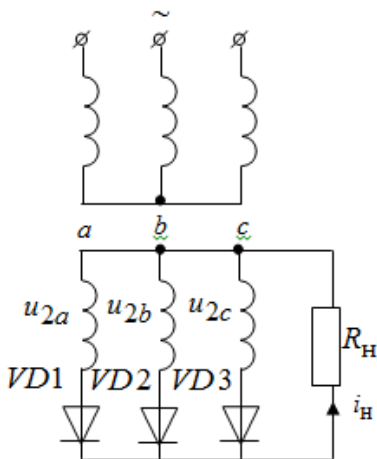 ~
a b c
u2a u2b u2c
Rн
VD1 VD2 VD3
iн